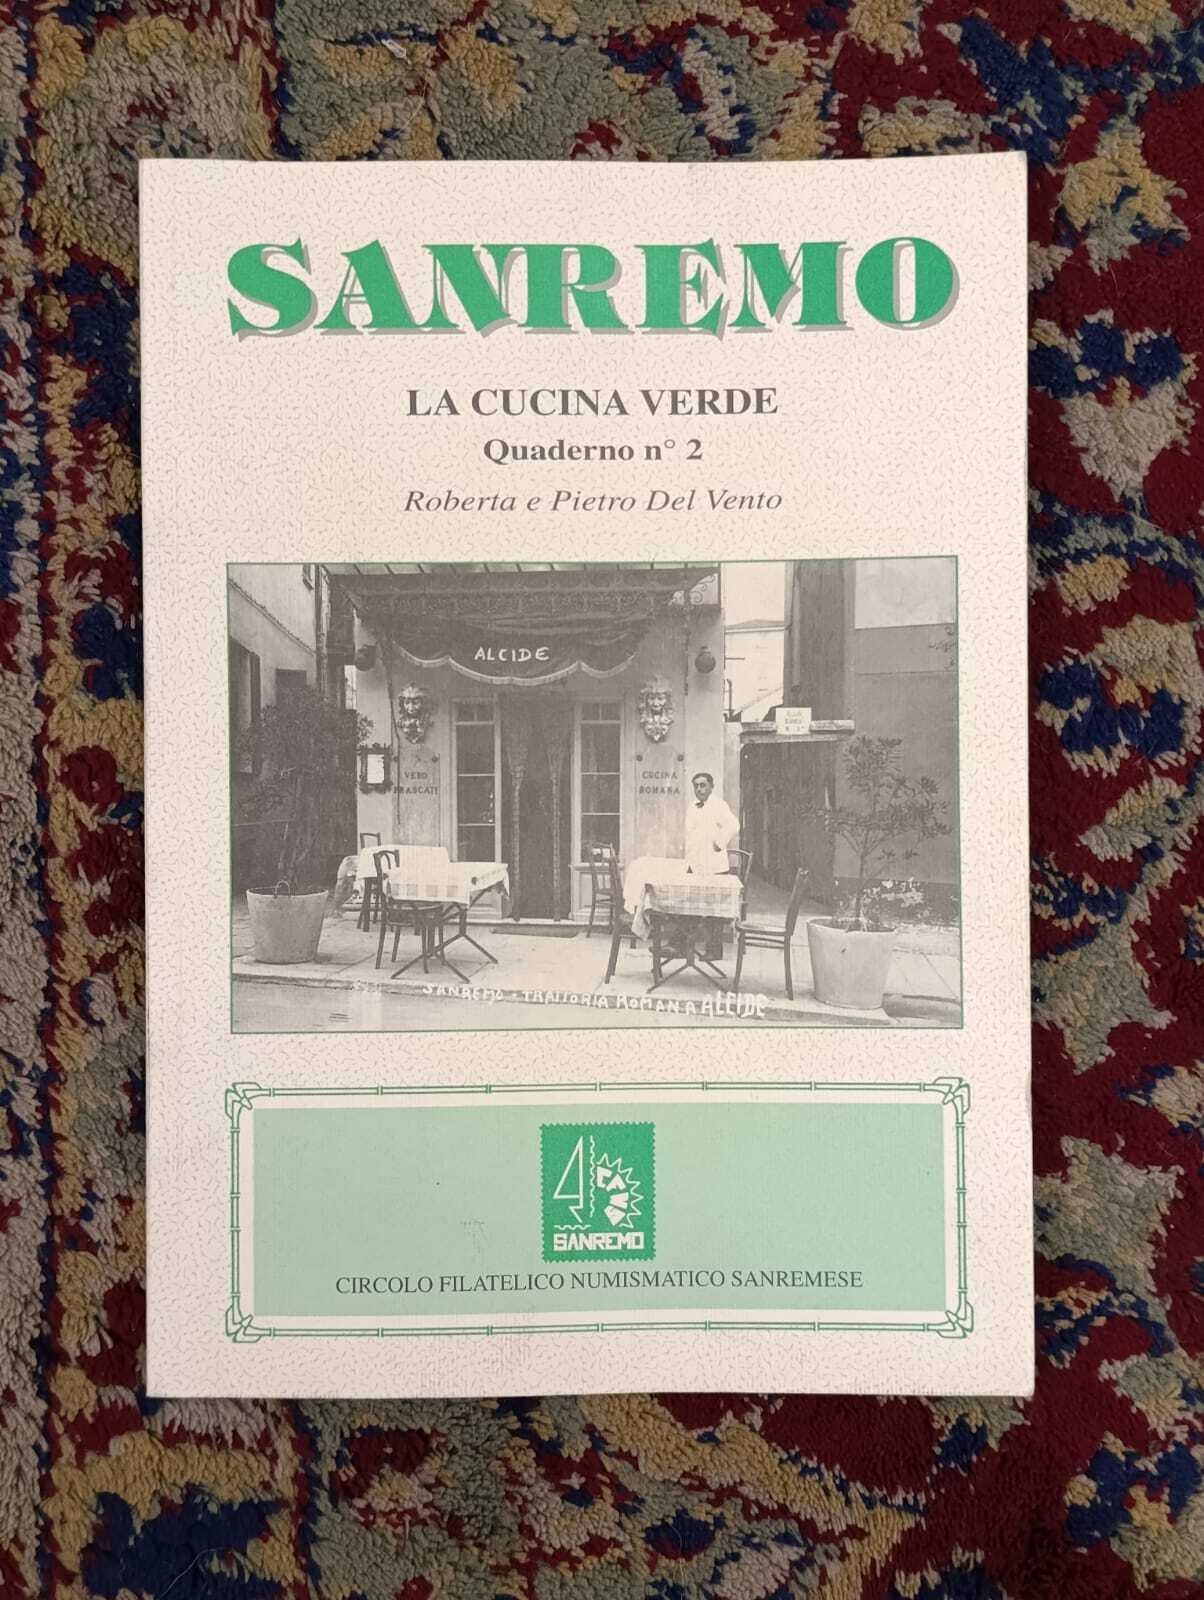 SANREMO
LA CUCINA VERDE
Quaderno n° 2
Roberta e Pietro Del Vento
ALCIDE
VERO
FRASCATI
CUCINA
ROMANA
SANREMO - TRATTORIA ROMANA ALCIDE
SANREMO
CIRCOLO FILATELICO NUMISMATICO SANREMESE